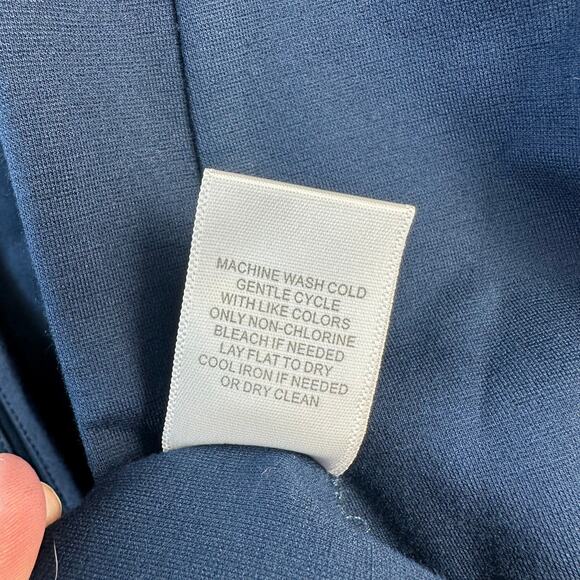 MACHINE WASH COLD
GENTLE CYCLE
WITH LIKE COLORS
ONLY NON-CHLORINE
BLEACH IF NEEDED
LAY FLAT TO DRY
COOL IRON IF NEEDED
OR DRY CLEAN